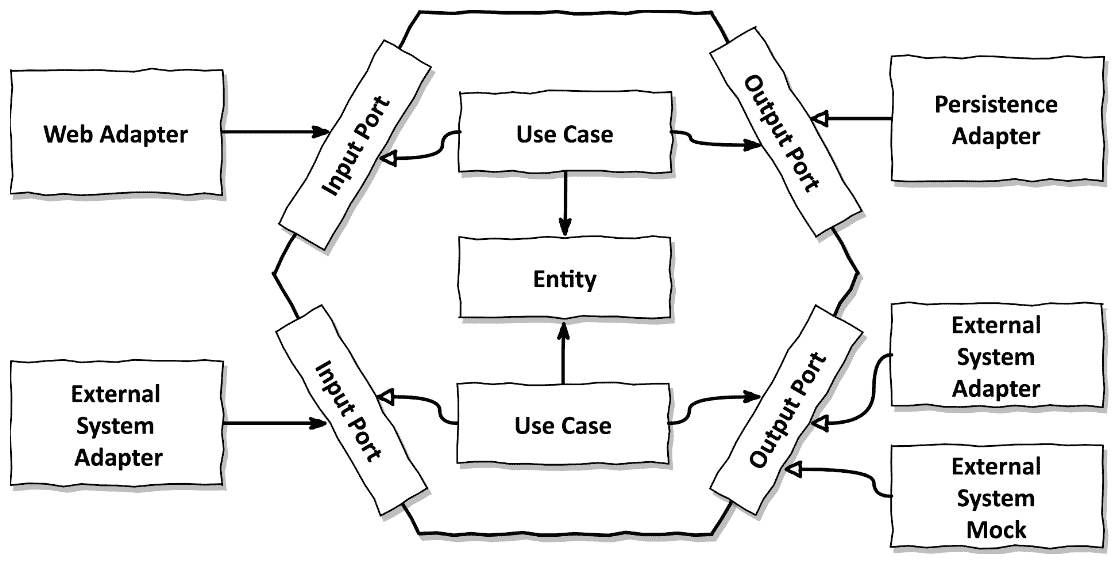 Web Adapter
Input Port
Use Case
Output Port
Persistence
Adapter
Entity
External
System
Adapter
Input Port
Use Case
Output Port
External
System
Adapter
External
System
Mock